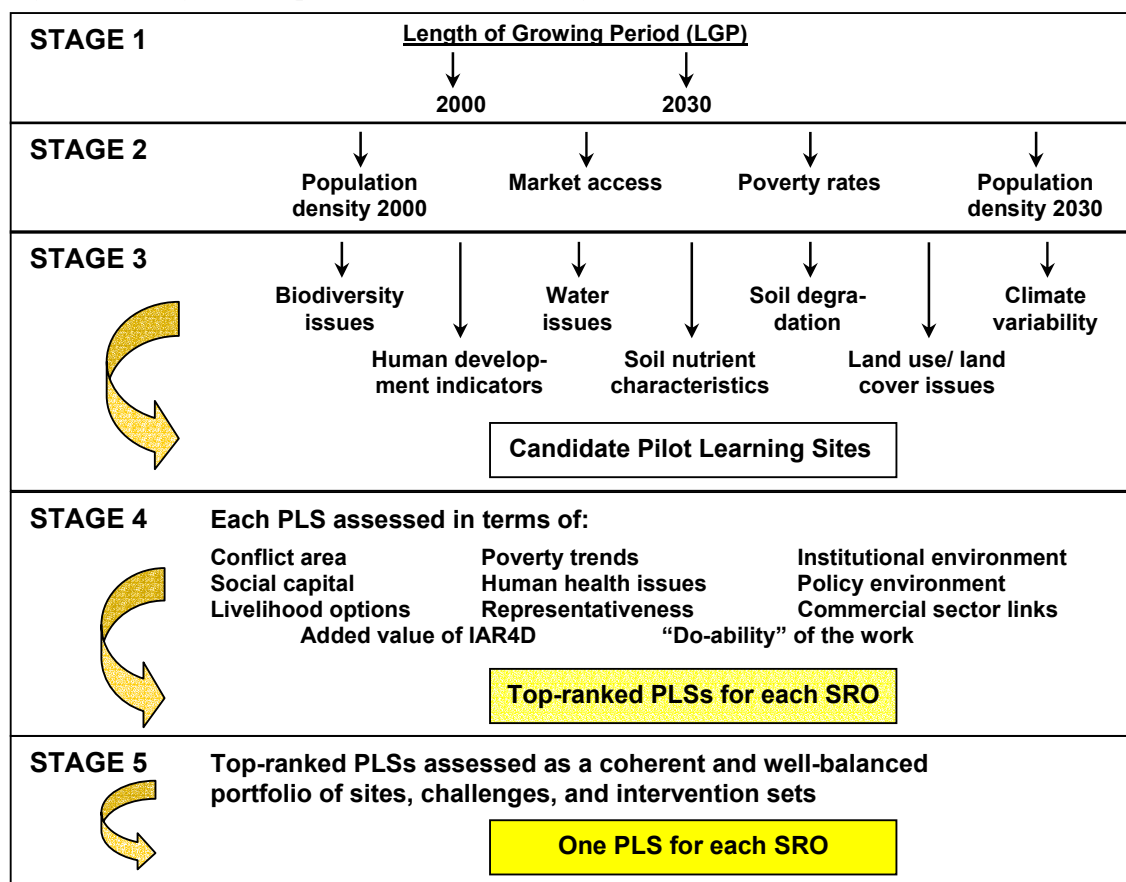 STAGE 1
Length of Growing Period (LGP)
2000 2030
STAGE 2
Population density 2000
Market access
Poverty rates
Population density 2030
STAGE 3
Biodiversity
issues
Water
issues
Soil degra-
dation
Climate
variability
Human develop-
ment indicators
Soil nutrient
characteristics
Land use/ land
cover issues
Candidate Pilot Learning Sites
STAGE 4
Each PLS assessed in terms of:
Conflict area Poverty trends Institutional environment
Social capital Human health issues Policy environment
Livelihood options Representativeness Commercial sector links
Added value of IAR4D “Do-ability” of the work
Top-ranked PLSs for each SRO
STAGE 5
Top-ranked PLSs assessed as a coherent and well-balanced
portfolio of sites, challenges, and intervention sets
One PLS for each SRO